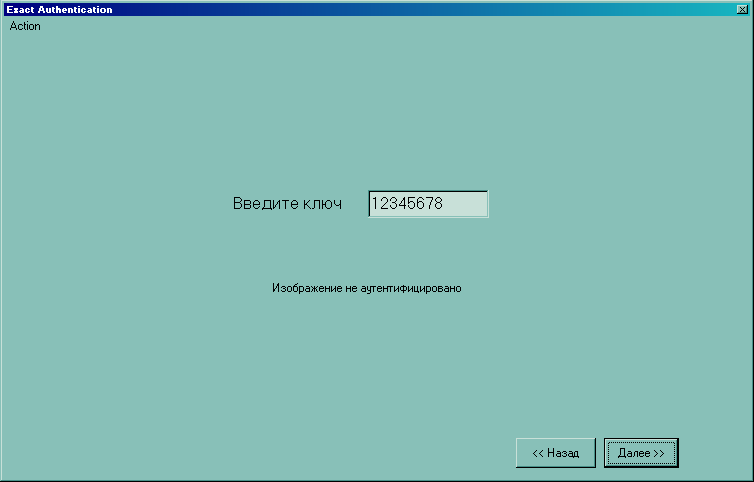 Exact Authentication
Action
Введите ключ 12345678
Изображение не аутентифицировано
<< Назад Далее >>